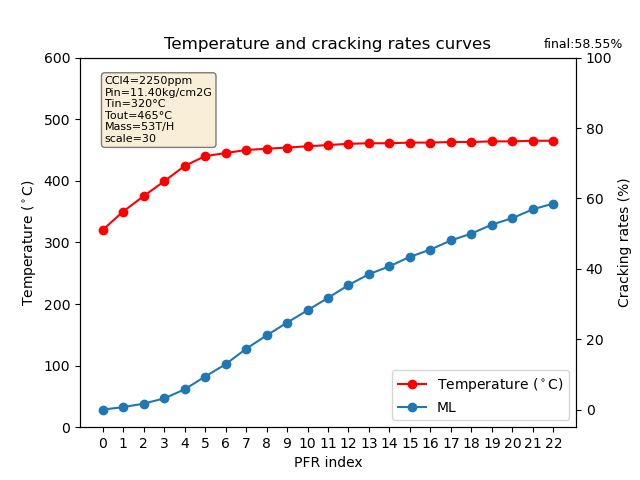 Temperature and cracking rates curves
final:58.55%
CCl4=2250ppm
Pin=11.40kg/cm2G
Tin=320°C
Tout=465°C
Mass=53T/H
scale=30
Temperature (°C)
600
500
400
300
200
100
0
100
80
60
40
20
0
Cracking rates (%)
Temperature (°C)
ML
0 1 2 3 4 5 6 7 8 9 10 11 12 13 14 15 16 17 18 19 20 21 22
PFR index